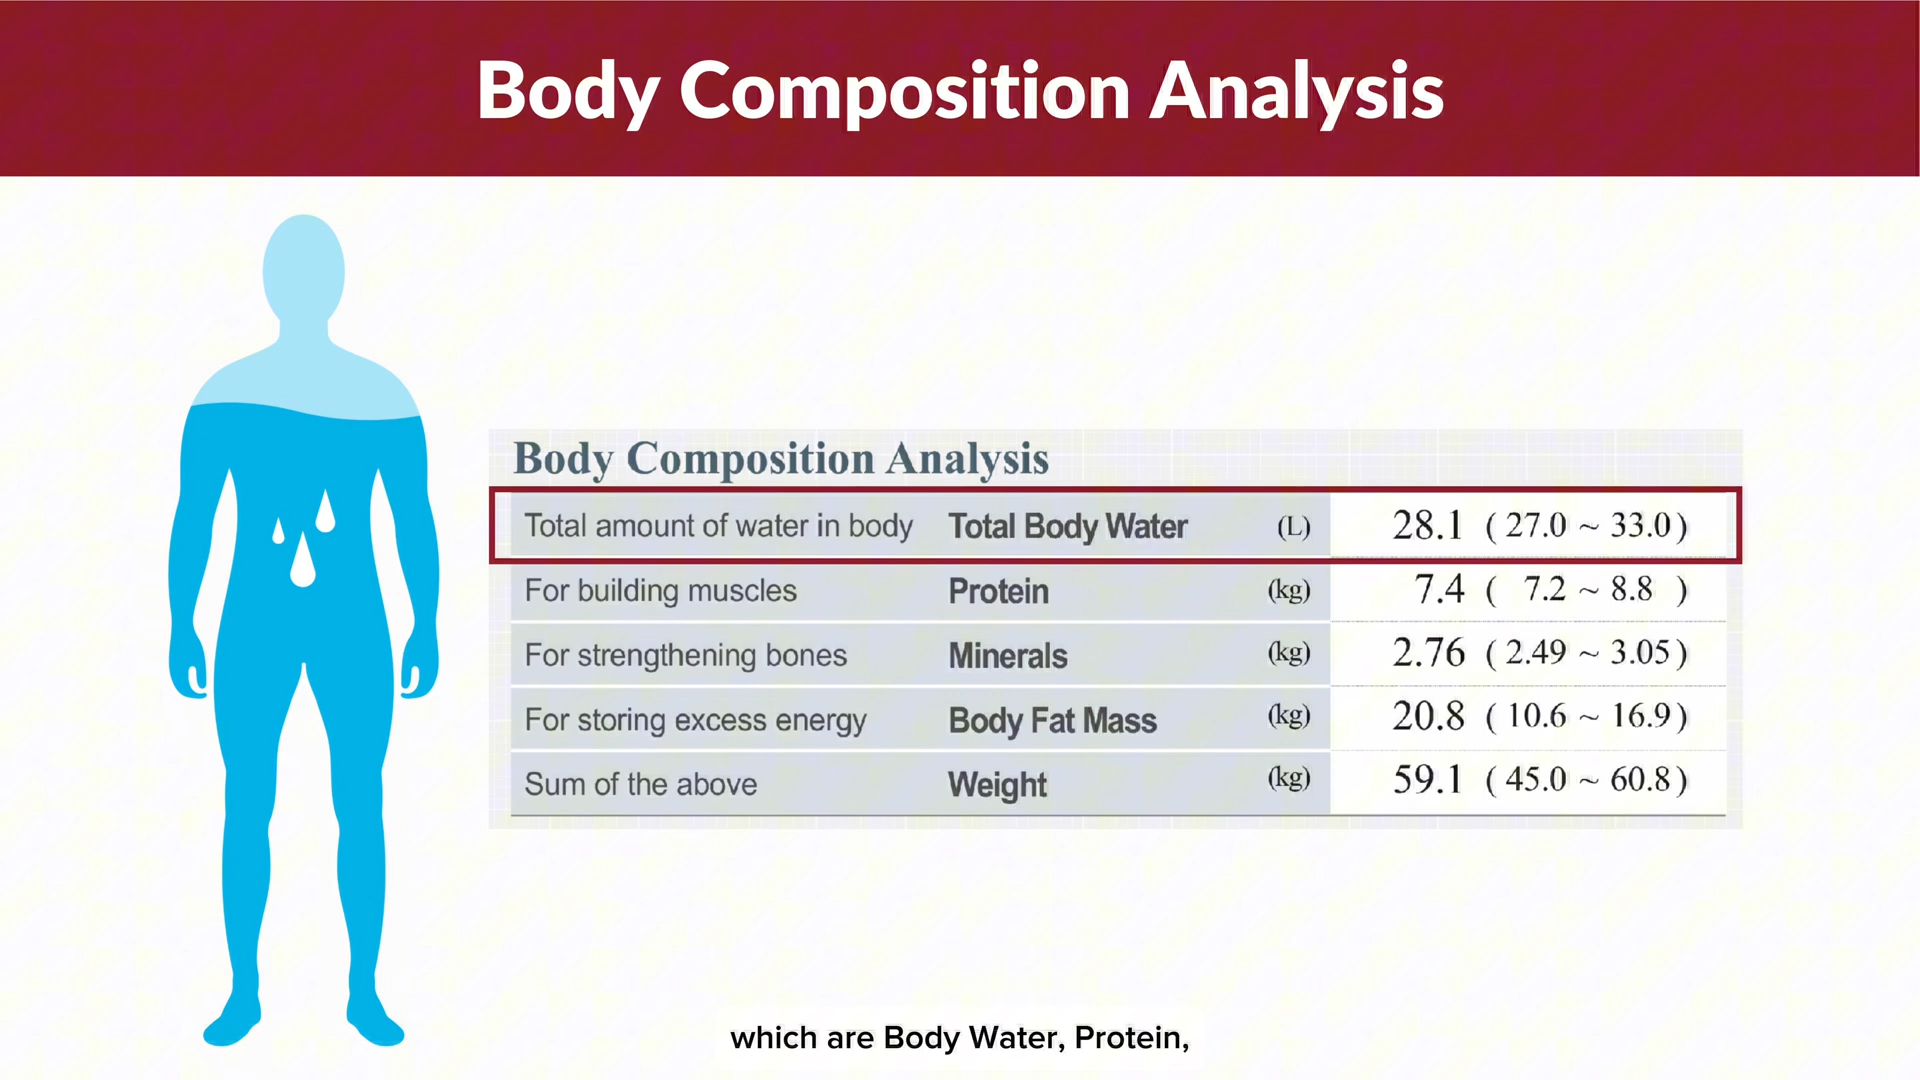 Body Composition Analysis
Body Composition Analysis
Total amount of water in body Total Body Water (L) 28.1 ( 27.0 ~ 33.0 )
For building muscles Protein (kg) 7.4 ( 7.2 ~ 8.8 )
For strengthening bones Minerals (kg) 2.76 ( 2.49 ~ 3.05 )
For storing excess energy Body Fat Mass (kg) 20.8 ( 10.6 ~ 16.9 )
Sum of the above Weight (kg) 59.1 ( 45.0 ~ 60.8 )
which are Body Water, Protein,